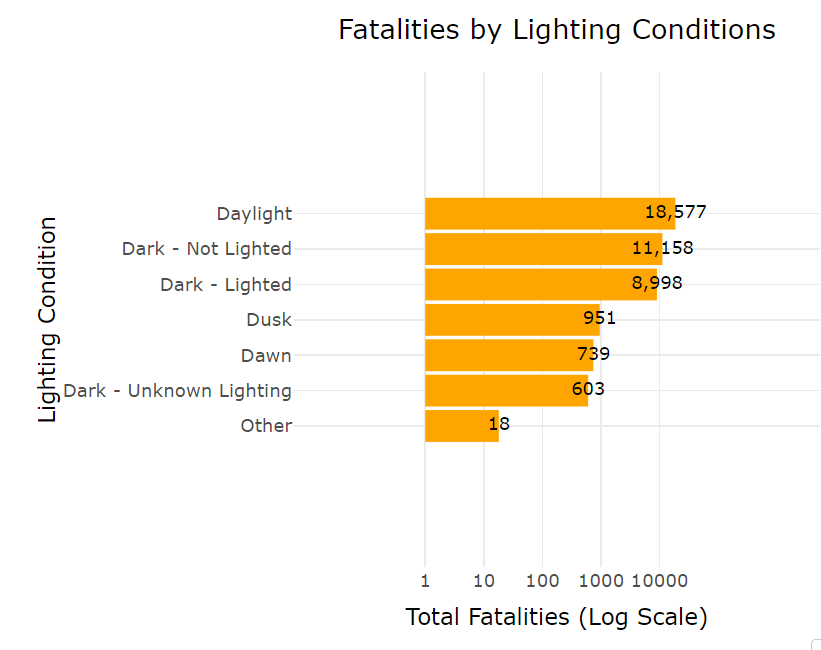 Fatalities by Lighting Conditions
Lighting Condition
Daylight 18,577
Dark - Not Lighted 11,158
Dark - Lighted 8,998
Dusk 951
Dawn 739
Dark - Unknown Lighting 603
Other 18
1 10 100 1000 10000
Total Fatalities (Log Scale)